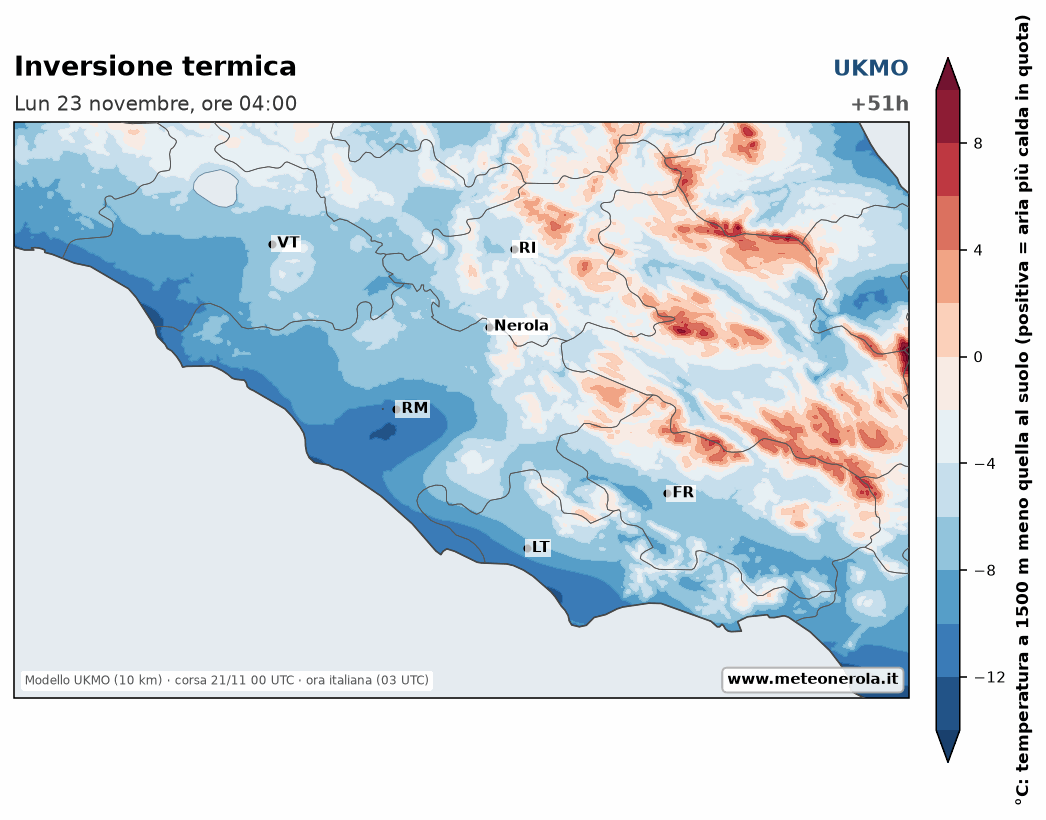 Inversione termica
UKMO
Lun 23 novembre, ore 04:00
+51h
VT
RI
Nerola
RM
FR
LT
Modello UKMO (10 km) · corsa 21/11 00 UTC · ora italiana (03 UTC)
www.meteonerola.it
8
4
0
−4
−8
−12
°C: temperatura a 1500 m meno quella al suolo (positiva = aria più calda in quota)